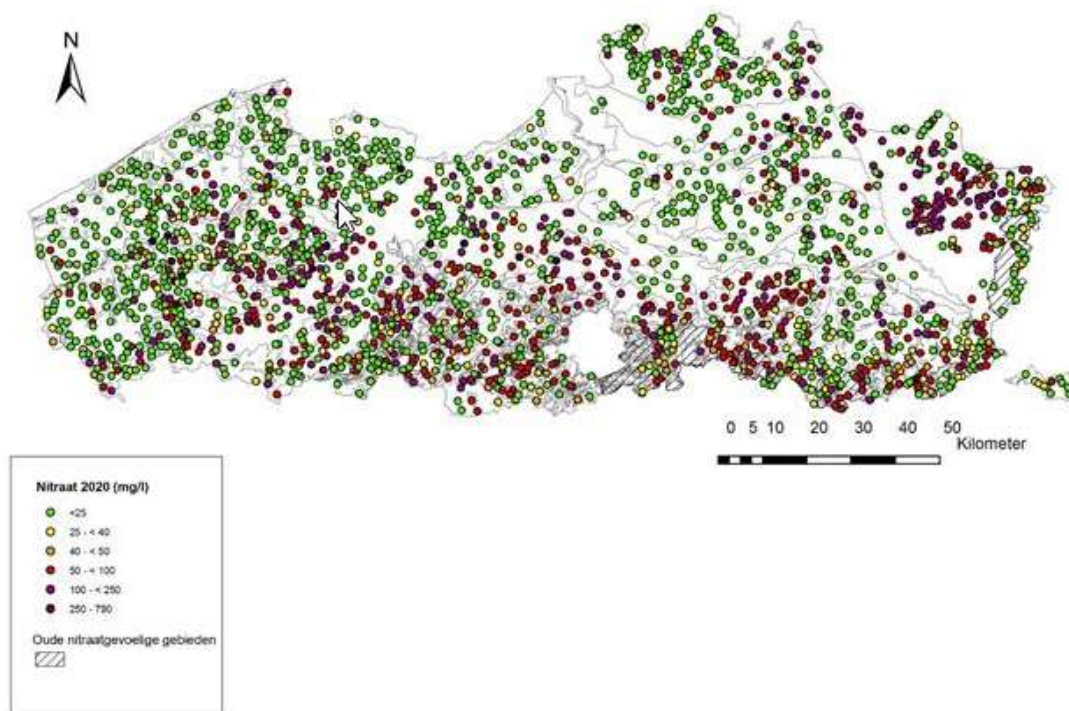 N
0 5 10 20 30 40 50
Kilometer
Nitraat 2020 (mg/l)
<25
25 - < 40
40 - < 50
50 - < 100
100 - < 250
250 - 790
Oude nitraatgevoelige gebieden